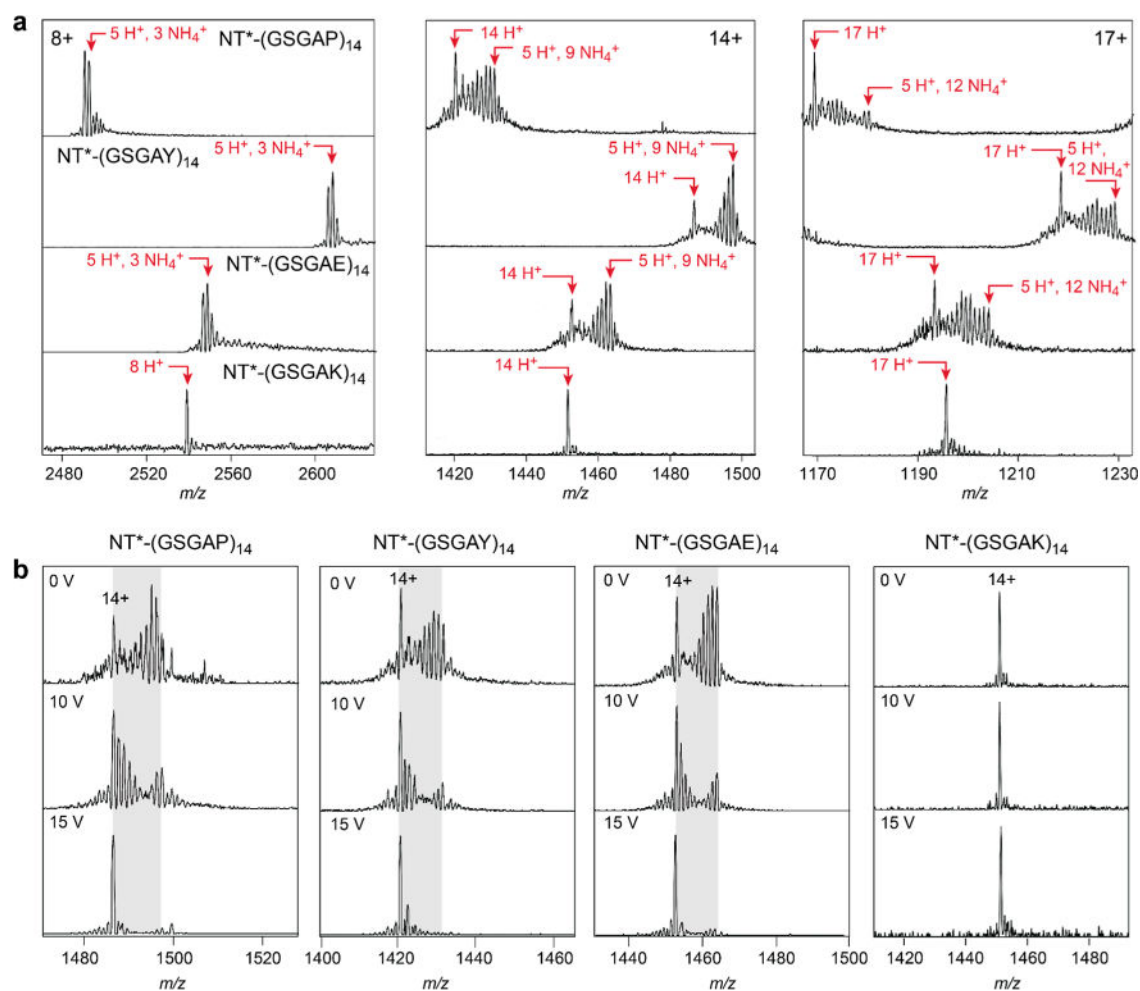 a
8+
5 H⁺, 3 NH₄⁺
NT*-(GSGAP)₁₄
14 H⁺
5 H⁺, 9 NH₄⁺
14+
17 H⁺
17+
5 H⁺, 12 NH₄⁺
NT*-(GSGAY)₁₄
5 H⁺, 3 NH₄⁺
5 H⁺, 9 NH₄⁺
14 H⁺
17 H⁺
5 H⁺,
12 NH₄⁺
5 H⁺, 3 NH₄⁺
NT*-(GSGAE)₁₄
14 H⁺
5 H⁺, 9 NH₄⁺
17 H⁺
5 H⁺, 12 NH₄⁺
8 H⁺
NT*-(GSGAK)₁₄
14 H⁺
17 H⁺
2480 2520 2560 2600
1420 1440 1460 1480 1500
1170 1190 1210 1230
m/z m/z m/z
NT*-(GSGAP)₁₄ NT*-(GSGAY)₁₄ NT*-(GSGAE)₁₄ NT*-(GSGAK)₁₄
b
0 V 0 V 0 V 0 V
14+ 14+ 14+ 14+
10 V 10 V 10 V 10 V
15 V 15 V 15 V 15 V
1480 1500 1520
1400 1420 1440 1460
1440 1460 1480 1500
1420 1440 1460 1480
m/z m/z m/z m/z